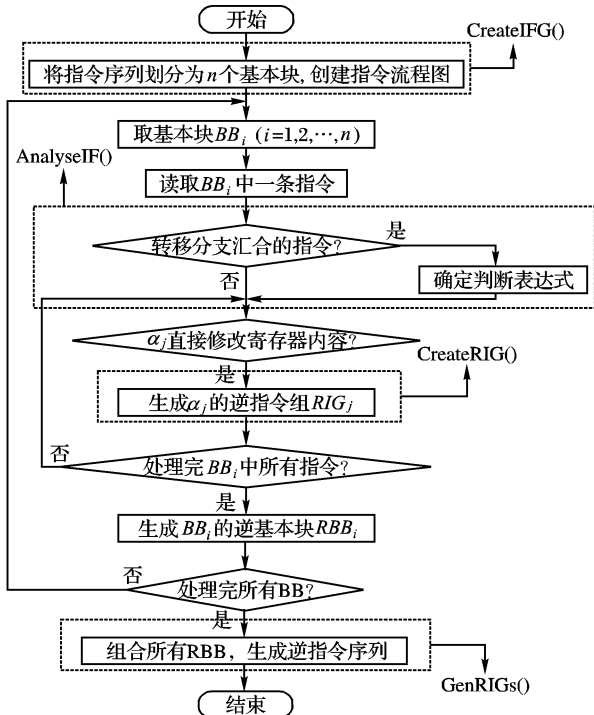 开始
CreateIFG()
将指令序列划分为n个基本块,创建指令流程图
取基本块BBi (i=1,2,⋯,n)
AnalyseIF()
读取BBi中一条指令
转移分支汇合的指令?
是
否
确定判断表达式
αj直接修改寄存器内容?
CreateRIG()
是
生成αj的逆指令组RIGj
否
处理完BBi中所有指令?
是
生成BBi的逆基本块RBBi
否
处理完所有BB?
是
组合所有RBB，生成逆指令序列
GenRIGs()
结束